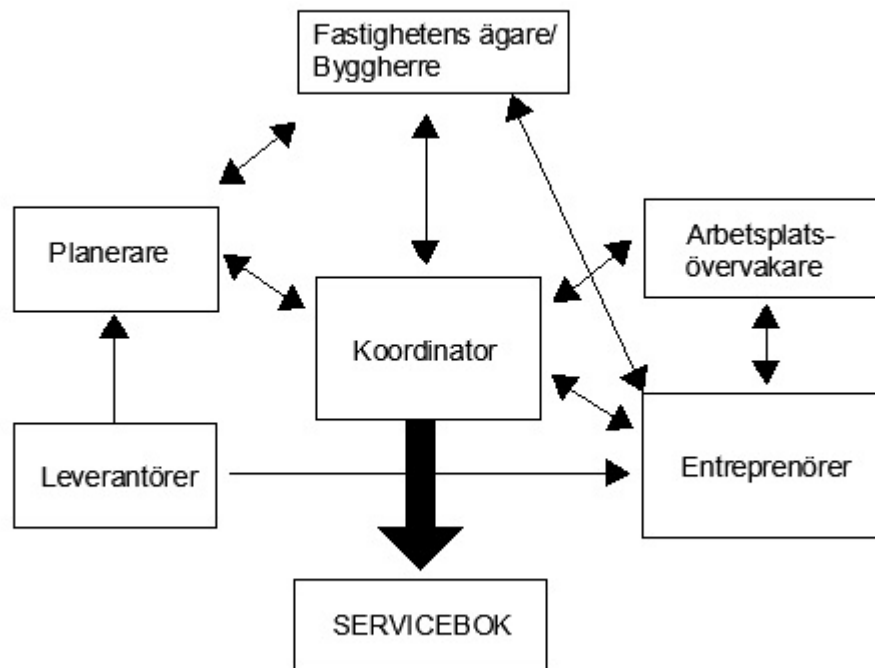 Fastighetens ägare/
Byggherre
Planerare
Arbetsplats-
övervakare
Koordinator
Leverantörer
Entreprenörer
SERVICEBOK